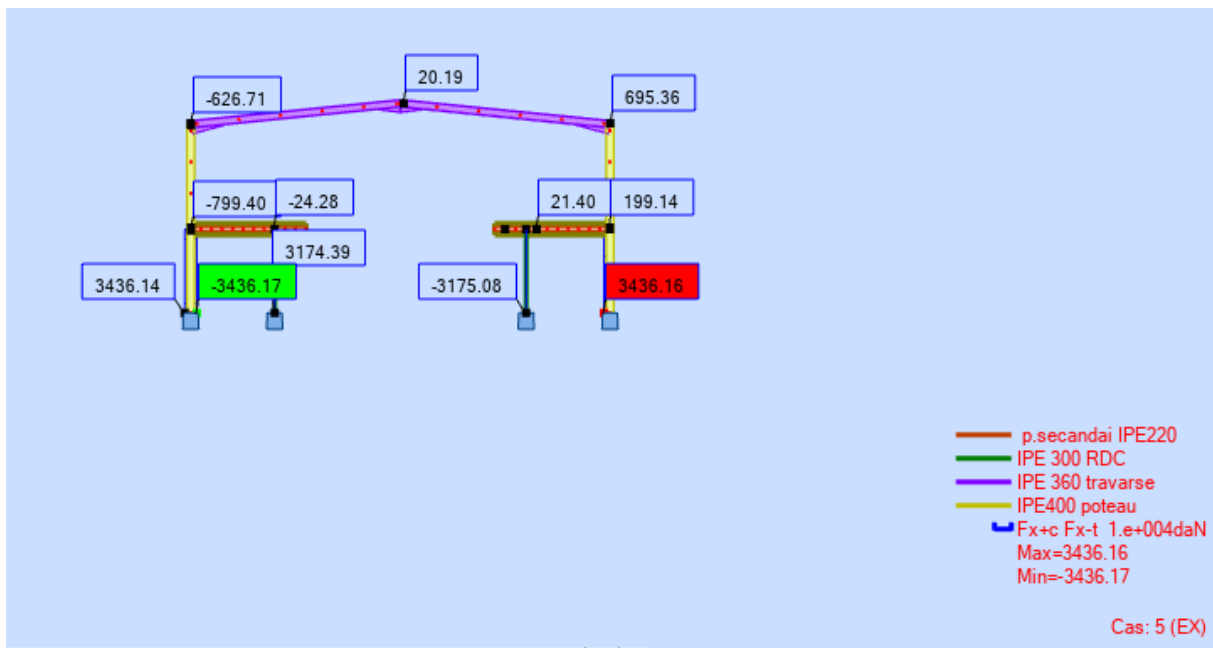 20.19
-626.71
695.36
-799.40
-24.28
21.40
199.14
3174.39
3436.14
-3436.17
-3175.08
3436.16
p.secandai IPE220
IPE 300 RDC
IPE 360 travarse
IPE400 poteau
Fx+c Fx-t 1.e+004daN
Max=3436.16
Min=-3436.17
Cas: 5 (EX)